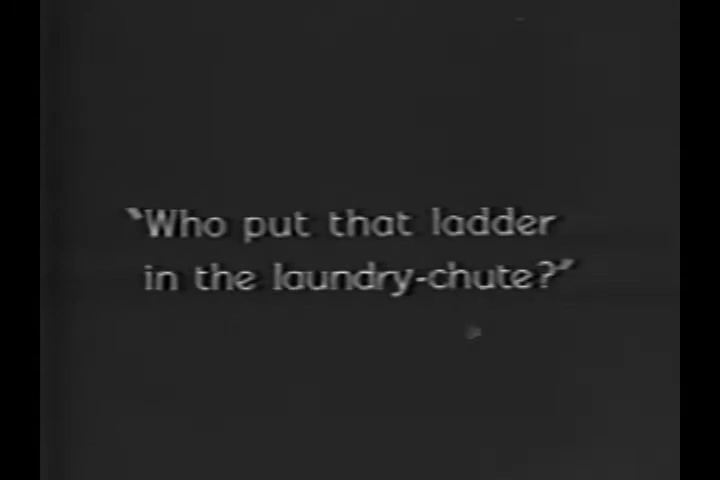 "Who put that ladder
in the laundry-chute?"